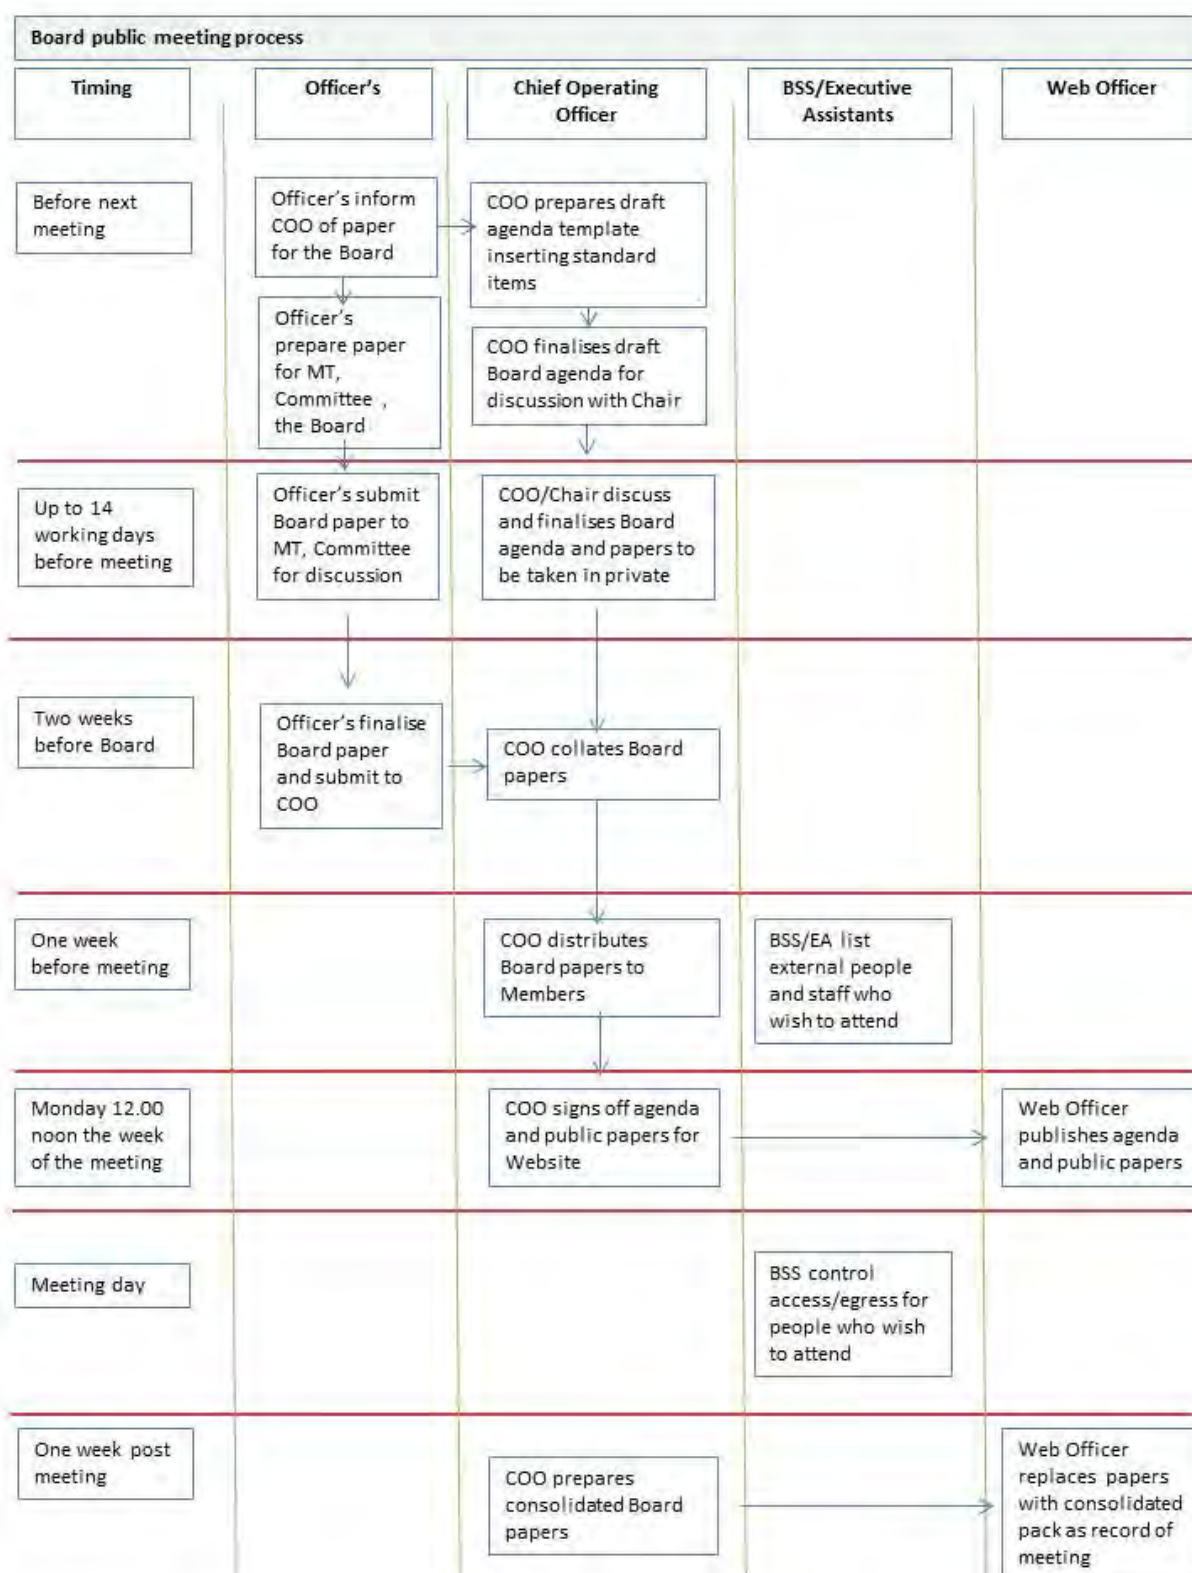 Board public meeting process
Timing
Officer's
Chief Operating
Officer
BSS/Executive
Assistants
Web Officer
Before next
meeting
Officer's inform
COO of paper
for the Board
COO prepares draft
agenda template
inserting standard
items
Officer's
prepare paper
for MT,
Committee ,
the Board
COO finalises draft
Board agenda for
discussion with Chair
Up to 14
working days
before meeting
Officer's submit
Board paper to
MT, Committee
for discussion
COO/Chair discuss
and finalises Board
agenda and papers to
be taken in private
Two weeks
before Board
Officer's finalise
Board paper
and submit to
COO
COO collates Board
papers
One week
before meeting
COO distributes
Board papers to
Members
BSS/EA list
external people
and staff who
wish to attend
Monday 12.00
noon the week
of the meeting
COO signs off agenda
and public papers for
Website
Web Officer
publishes agenda
and public papers
Meeting day
BSS control
access/egress for
people who wish
to attend
One week post
meeting
COO prepares
consolidated Board
papers
Web Officer
replaces papers
with consolidated
pack as record of
meeting